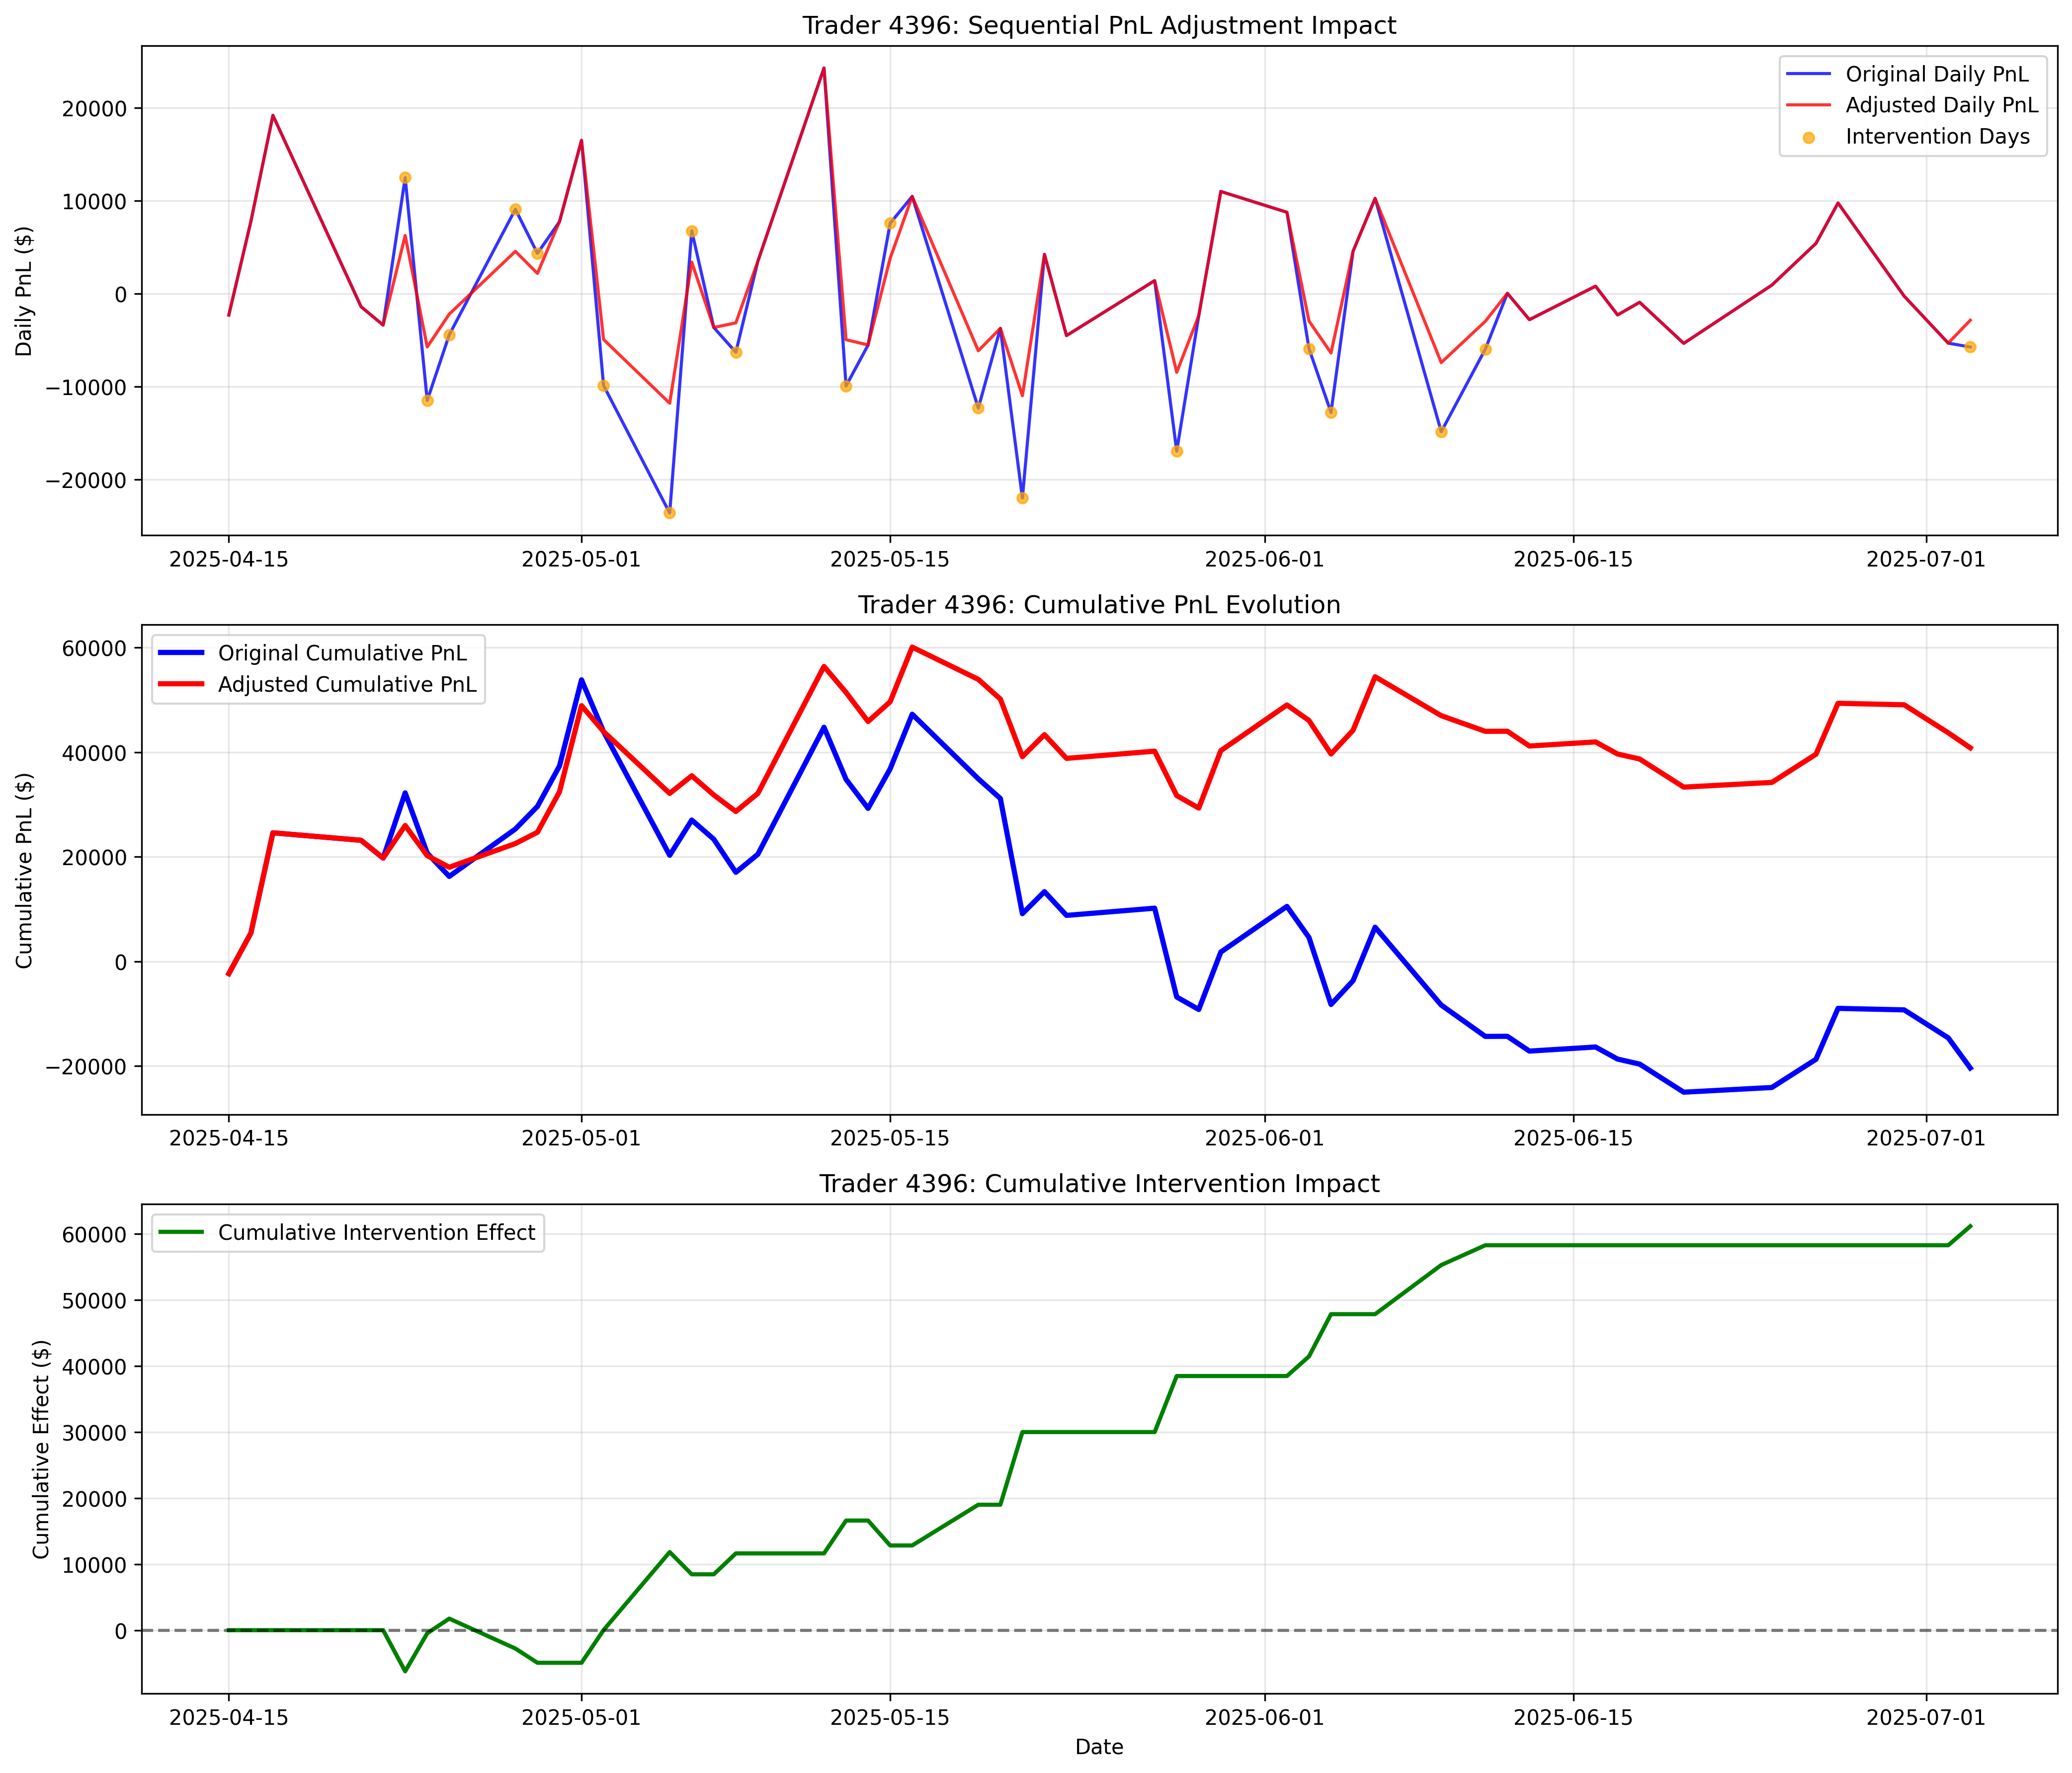 Trader 4396: Sequential PnL Adjustment Impact
Original Daily PnL
Adjusted Daily PnL
Intervention Days
Daily PnL ($)
20000
10000
0
−10000
−20000
2025-04-15
2025-05-01
2025-05-15
2025-06-01
2025-06-15
2025-07-01
Trader 4396: Cumulative PnL Evolution
Original Cumulative PnL
Adjusted Cumulative PnL
Cumulative PnL ($)
60000
40000
20000
0
−20000
2025-04-15
2025-05-01
2025-05-15
2025-06-01
2025-06-15
2025-07-01
Trader 4396: Cumulative Intervention Impact
Cumulative Intervention Effect
Cumulative Effect ($)
60000
50000
40000
30000
20000
10000
0
2025-04-15
2025-05-01
2025-05-15
2025-06-01
2025-06-15
2025-07-01
Date